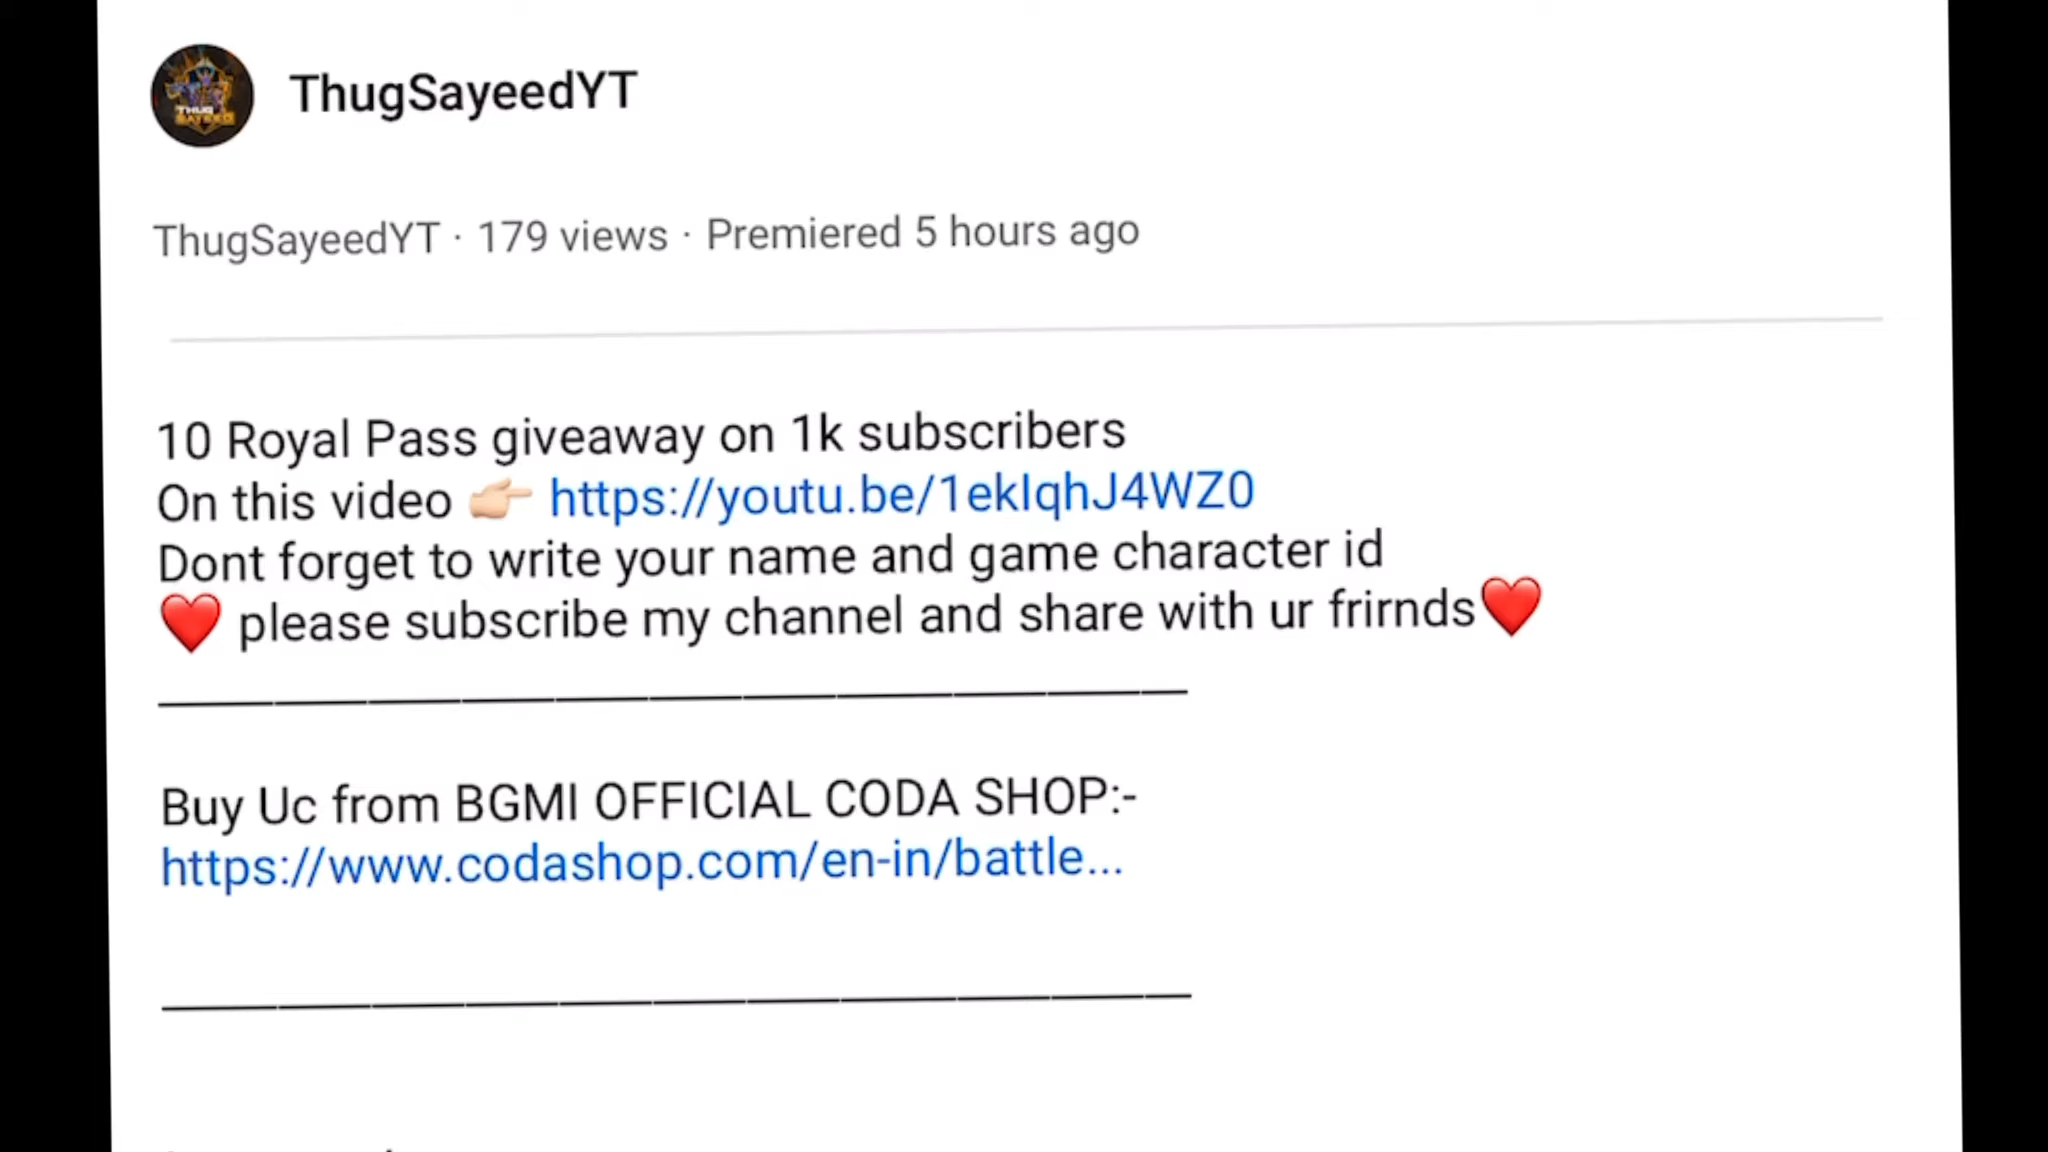 THUG
SAYEED
ThugSayeedYT
ThugSayeedYT · 179 views · Premiered 5 hours ago
10 Royal Pass giveaway on 1k subscribers
On this video 👉🏻 https://youtu.be/1ekIqhJ4WZ0
Dont forget to write your name and game character id
❤️ please subscribe my channel and share with ur frirnds❤️
Buy Uc from BGMI OFFICIAL CODA SHOP:-
https://www.codashop.com/en-in/battle...